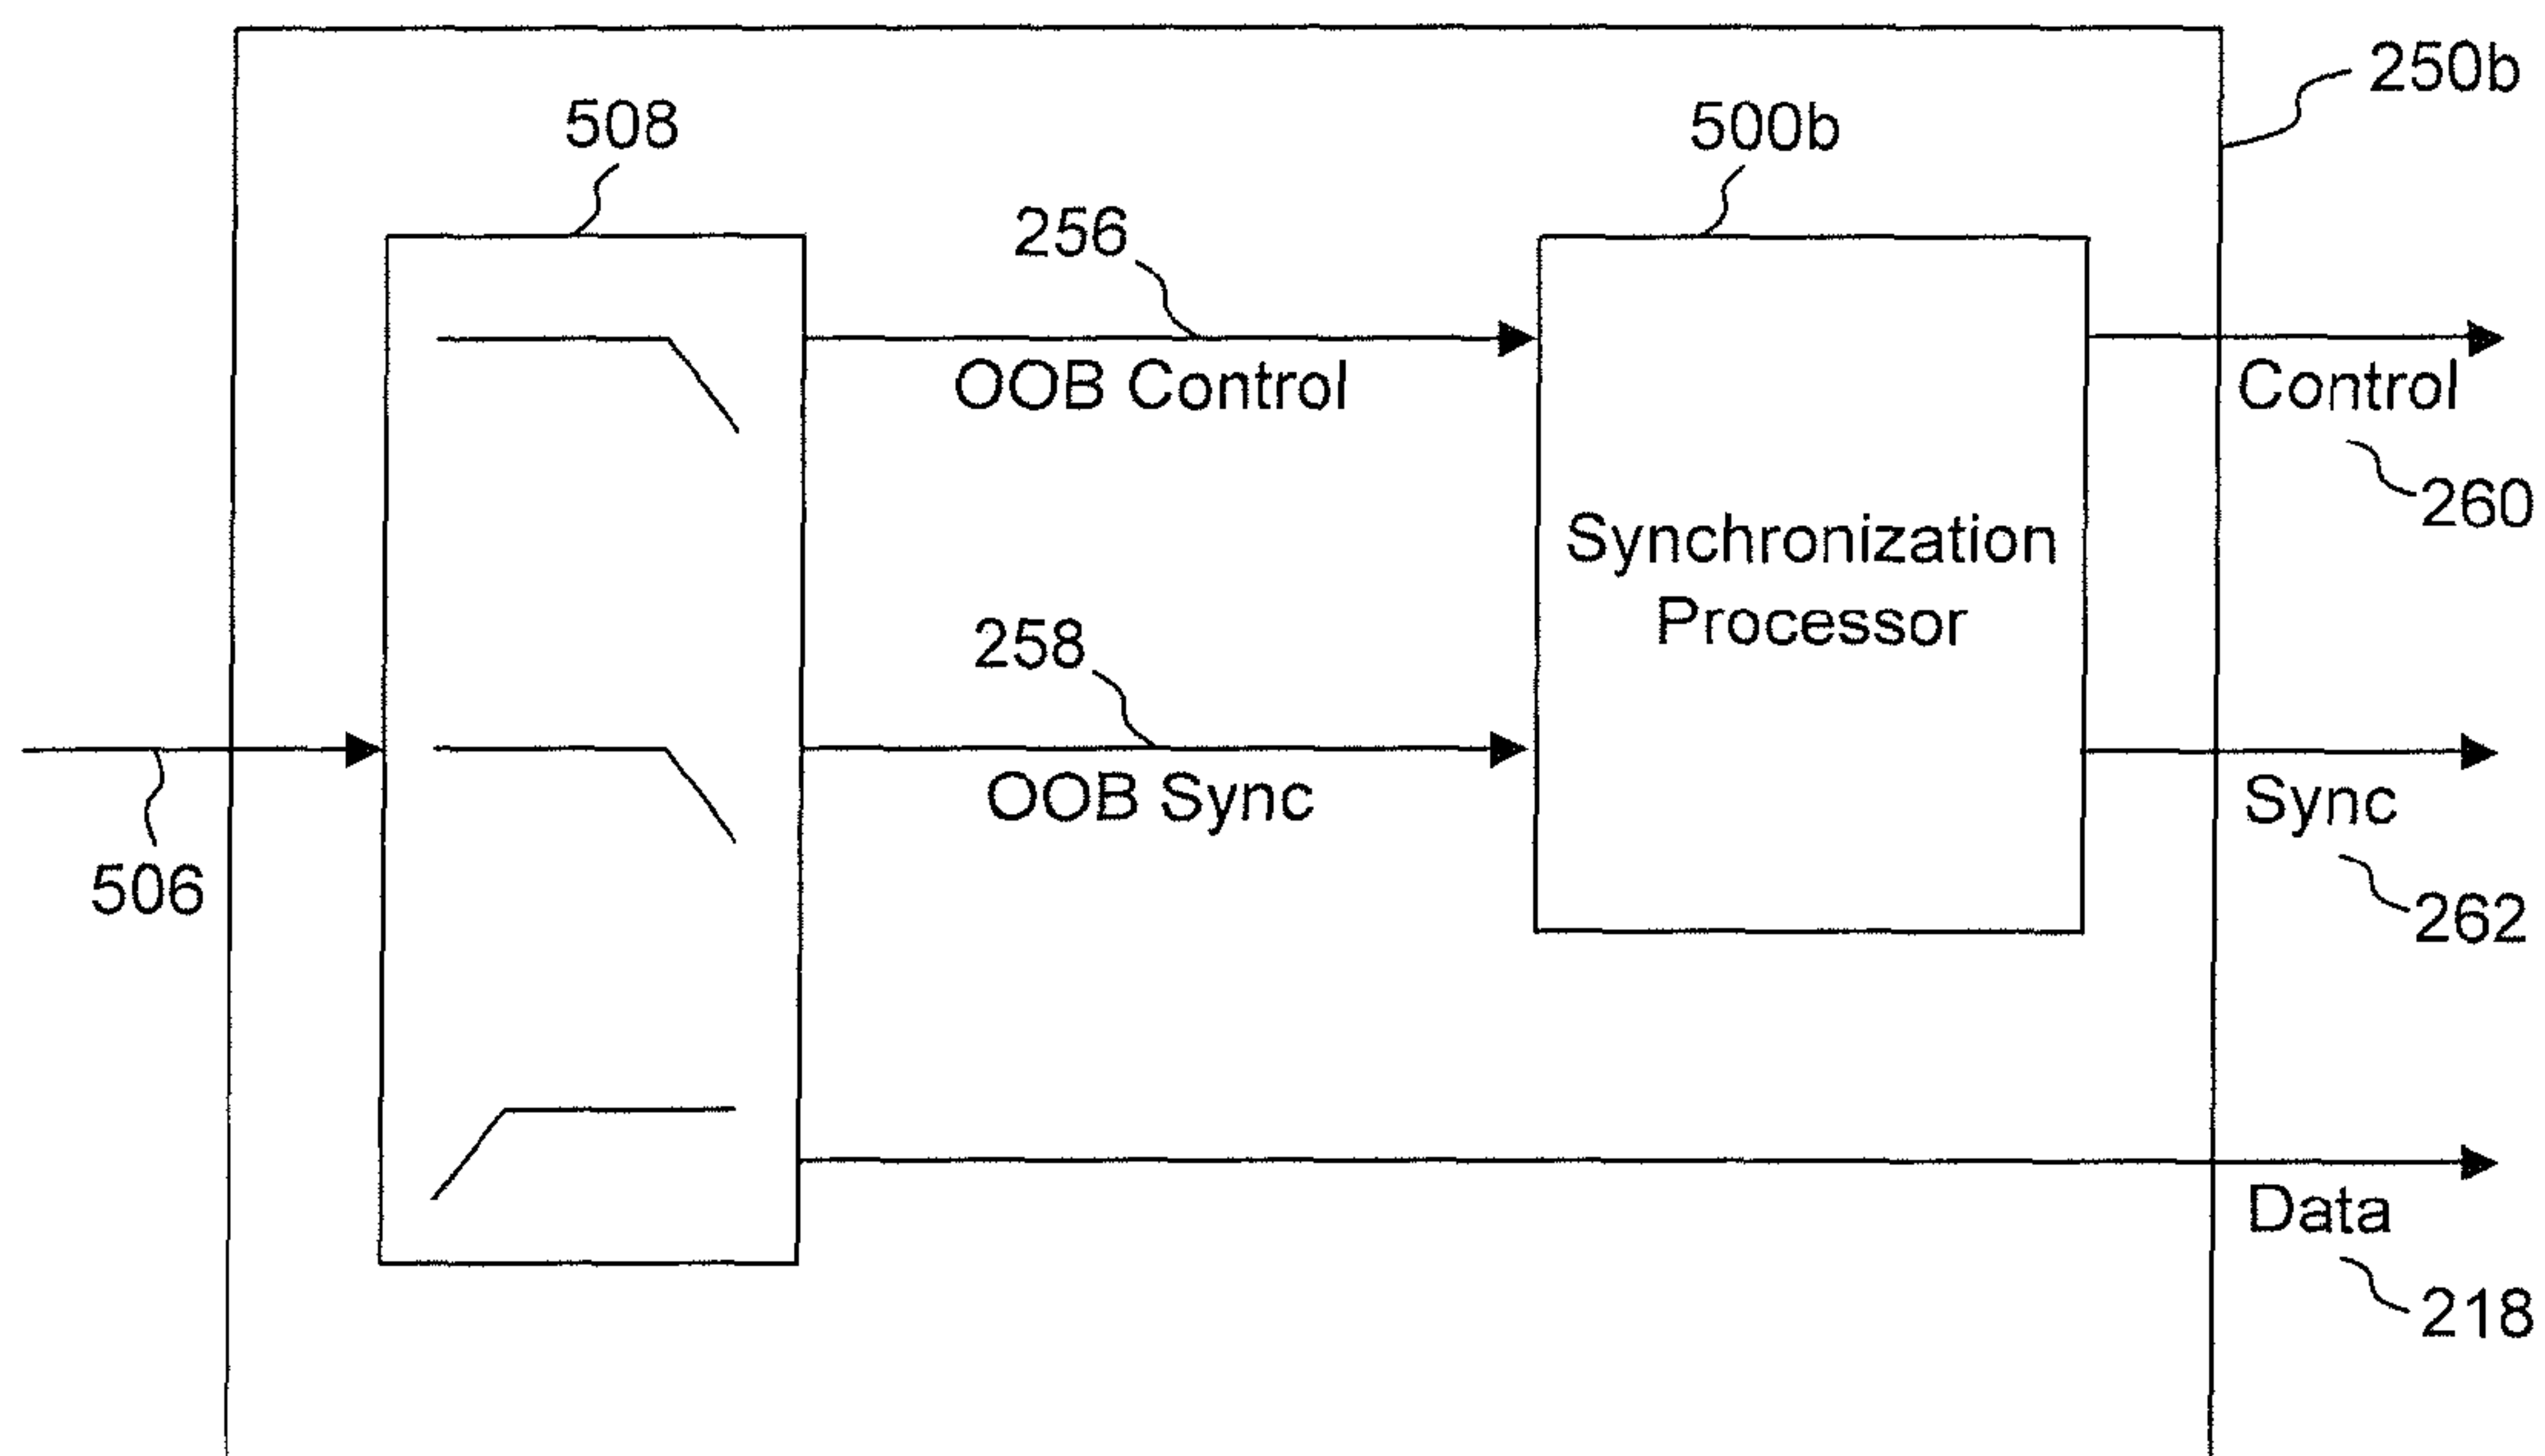 250b
508
500b
256
OOB Control
Control
260
Synchronization
Processor
258
OOB Sync
Sync
506
262
Data
218